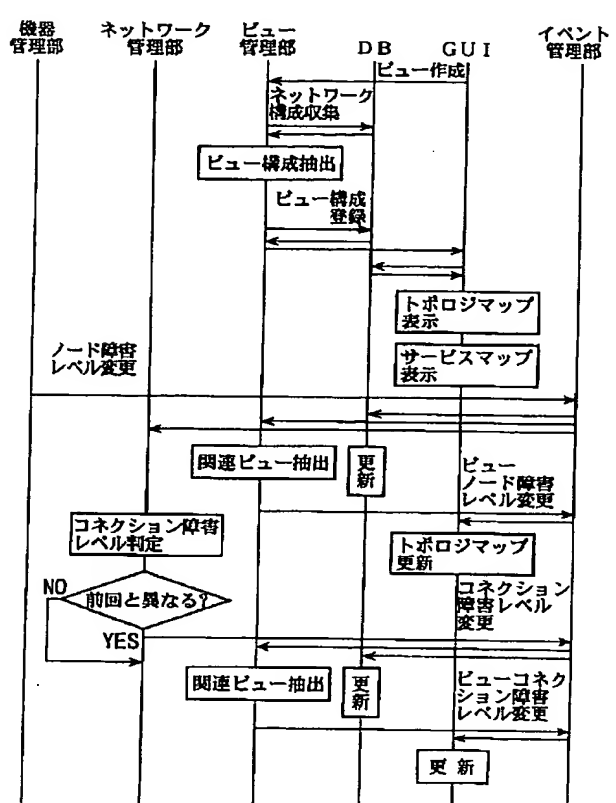 機器
管理部
ネットワーク
管理部
ビュー
管理部
DB
GUI
イベント
管理部
ビュー作成
ネットワーク
構成収集
ビュー構成抽出
ビュー構成
登録
トポロジマップ
表示
サービスマップ
表示
ノード障害
レベル変更
関連ビュー抽出
更
新
ビュー
ノード障害
レベル変更
コネクション障害
レベル判定
トポロジマップ
更新
NO
前回と異なる?
コネクション
障害レベル
変更
YES
関連ビュー抽出
更
新
ビューコネク
ション障害
レベル変更
更 新